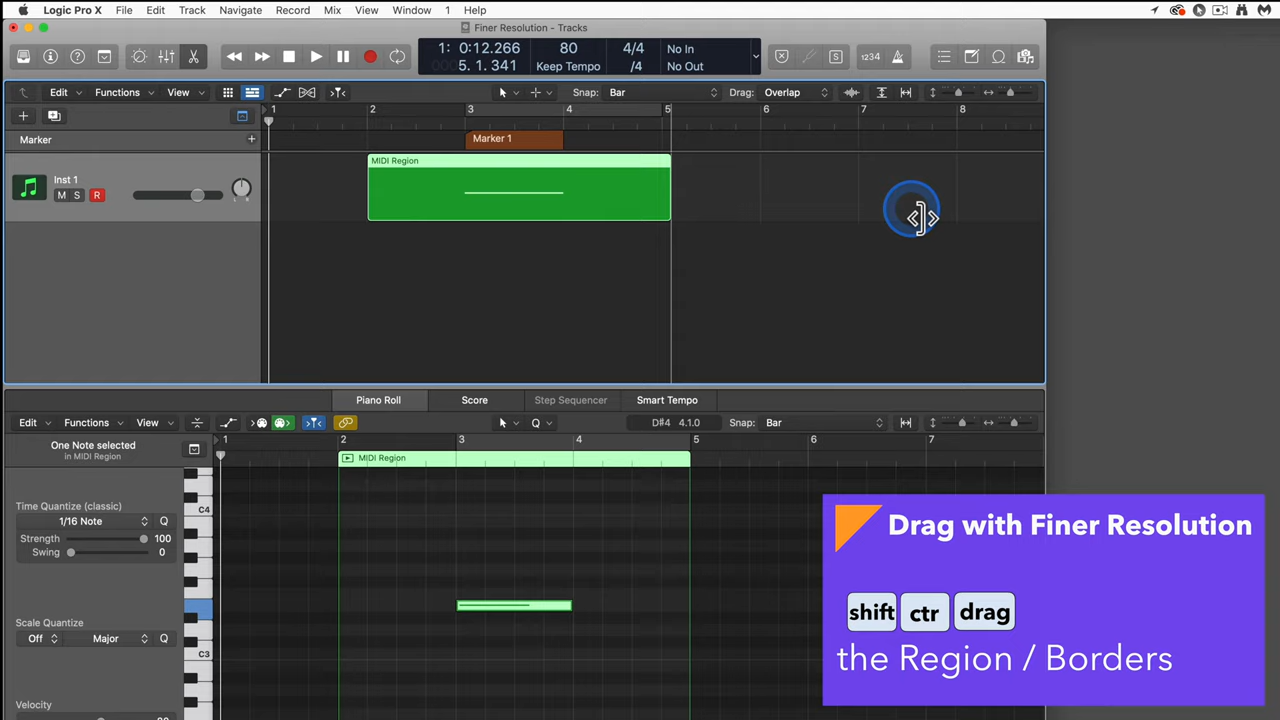 Logic Pro X File Edit Track Navigate Record Mix View Window 1 Help
Finer Resolution - Tracks
1: 0:12.266 80 4/4 No In
5. 1. 341 Keep Tempo /4 No Out
1234
Edit Functions View Snap: Bar Drag: Overlap
1 2 3 4 5 6 7 8
Marker Marker 1
MIDI Region
Inst 1
M S R
L R
Piano Roll Score Step Sequencer Smart Tempo
Edit Functions View Q D#4 4.1.0 Snap: Bar
One Note selected
in MIDI Region
1 2 3 4 5 6 7
MIDI Region
Time Quantize (classic)
1/16 Note Q
Strength 100
Swing 0
Scale Quantize
Off Major Q
Velocity
C4
C3
Drag with Finer Resolution
shift ctr drag
the Region / Borders